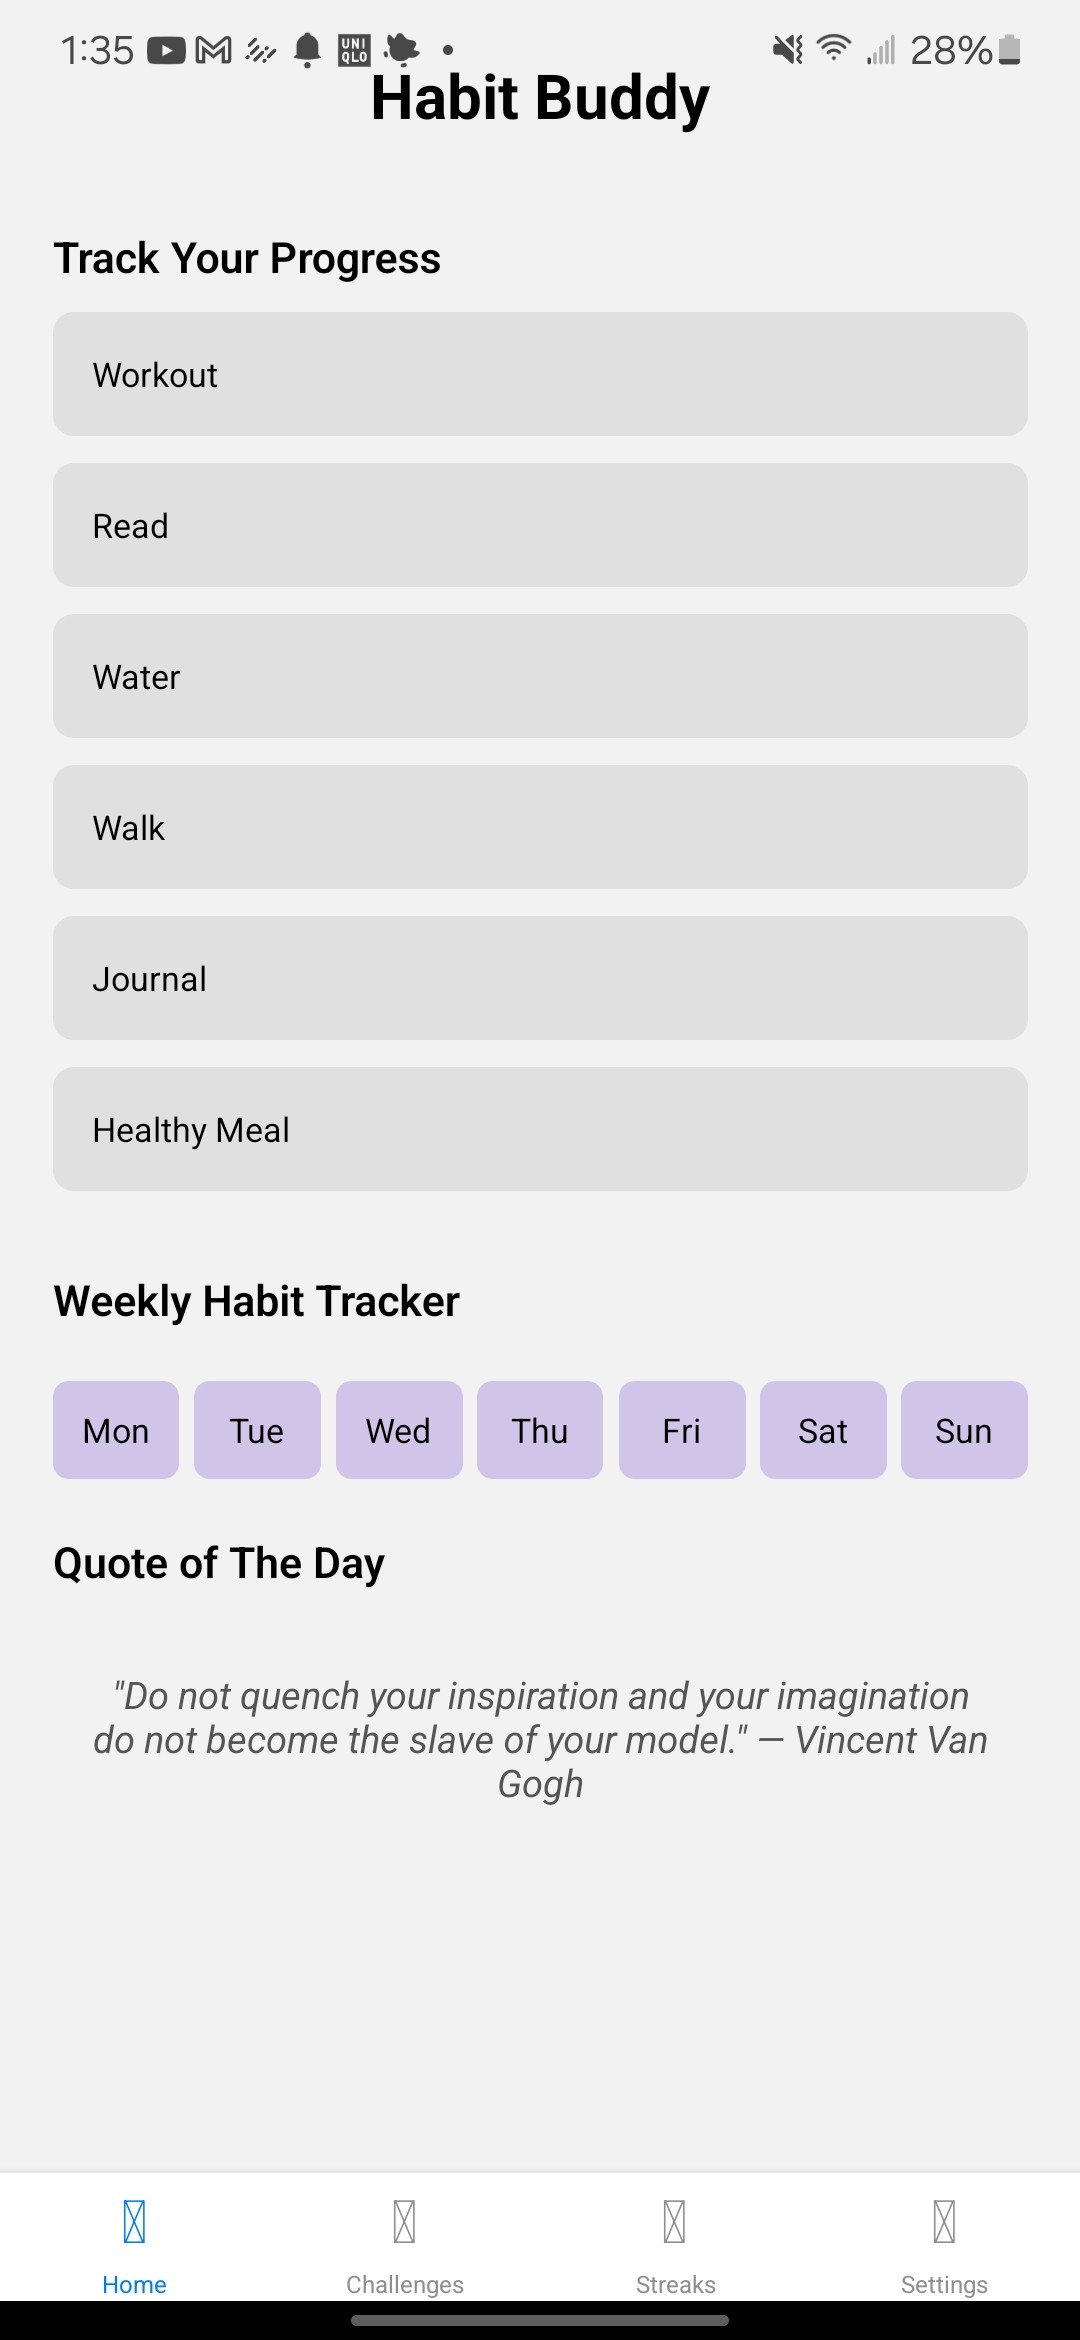 1:35
UNI
QLO
28%
Habit Buddy
Track Your Progress
Workout
Read
Water
Walk
Journal
Healthy Meal
Weekly Habit Tracker
Mon Tue Wed Thu Fri Sat Sun
Quote of The Day
"Do not quench your inspiration and your imagination
do not become the slave of your model." — Vincent Van
Gogh
Home Challenges Streaks Settings